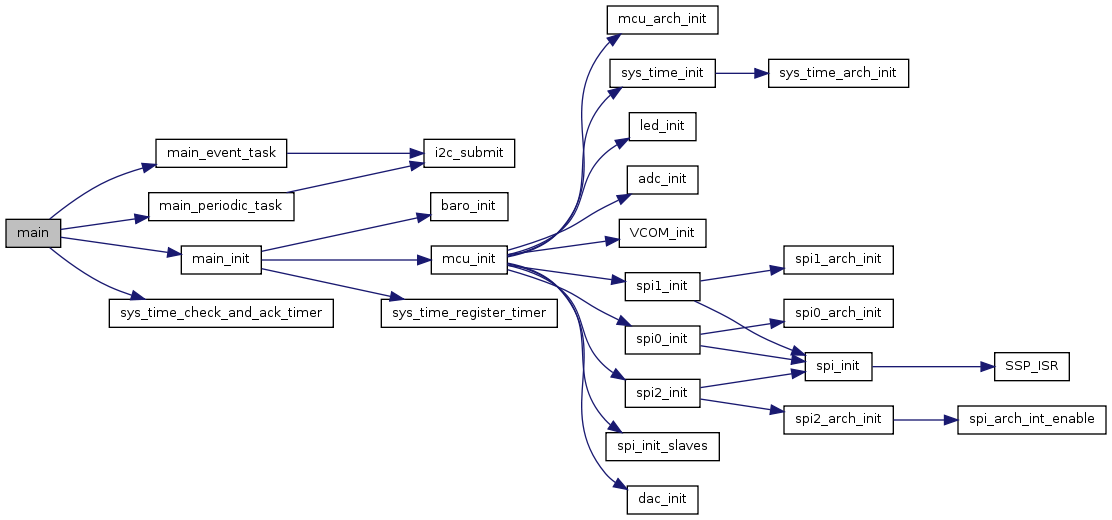 mcu_arch_init
sys_time_init
sys_time_arch_init
led_init
main_event_task
i2c_submit
adc_init
main_periodic_task
baro_init
main
VCOM_init
main_init
mcu_init
spi1_arch_init
spi1_init
sys_time_check_and_ack_timer
sys_time_register_timer
spi0_arch_init
spi0_init
spi_init
SSP_ISR
spi2_init
spi2_arch_init
spi_arch_int_enable
spi_init_slaves
dac_init